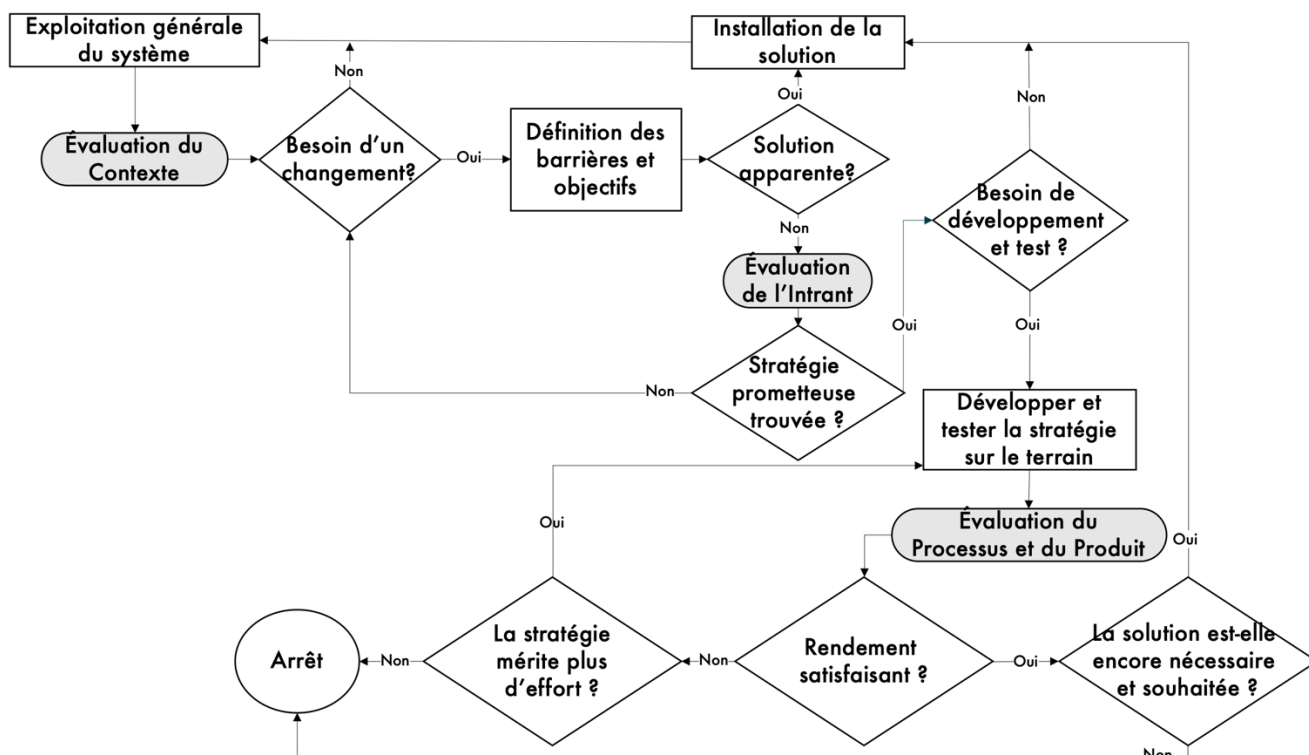 Exploitation générale
du système
Installation de la
solution
Non
Oui
Non
Évaluation du
Contexte
Besoin d'un
changement?
Oui
Définition des
barrières et
objectifs
Solution
apparente?
Besoin de
développement
et test ?
Non
Évaluation
de l'Intrant
Oui
Oui
Stratégie
prometteuse
trouvée ?
Non
Développer et
tester la stratégie
sur le terrain
Oui
Évaluation du
Processus et du Produit
Oui
Arrêt
Non
La stratégie
mérite plus
d'effort ?
Non
Rendement
satisfaisant ?
Oui
La solution est-elle
encore nécessaire
et souhaitée ?
Non